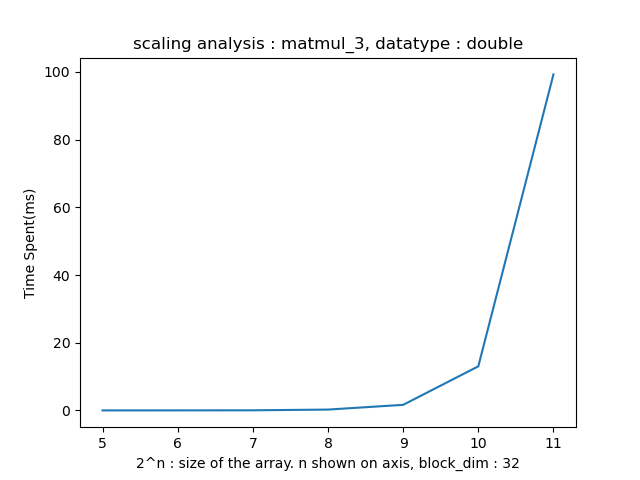 scaling analysis : matmul_3, datatype : double
100
80
60
40
20
0
Time Spent(ms)
5 6 7 8 9 10 11
2^n : size of the array. n shown on axis, block_dim : 32